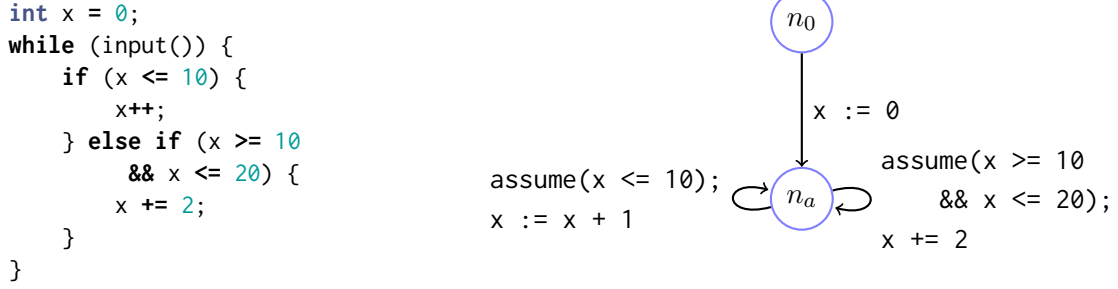 int x = 0;
while (input()) {
    if (x <= 10) {
        x++;
    } else if (x >= 10
            && x <= 20) {
        x += 2;
    }
}
n0
x := 0
assume(x <= 10);
x := x + 1
na
assume(x >= 10
    && x <= 20);
x += 2